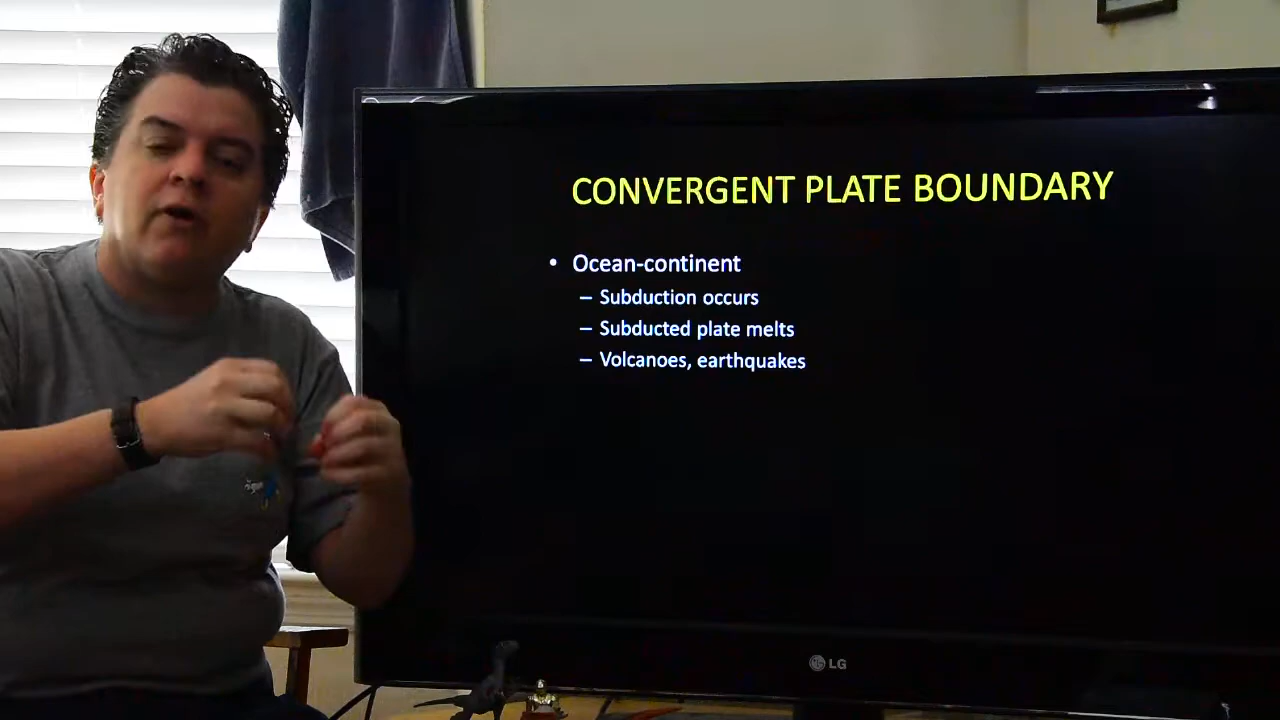 CONVERGENT PLATE BOUNDARY
• Ocean-continent
– Subduction occurs
– Subducted plate melts
– Volcanoes, earthquakes
LG